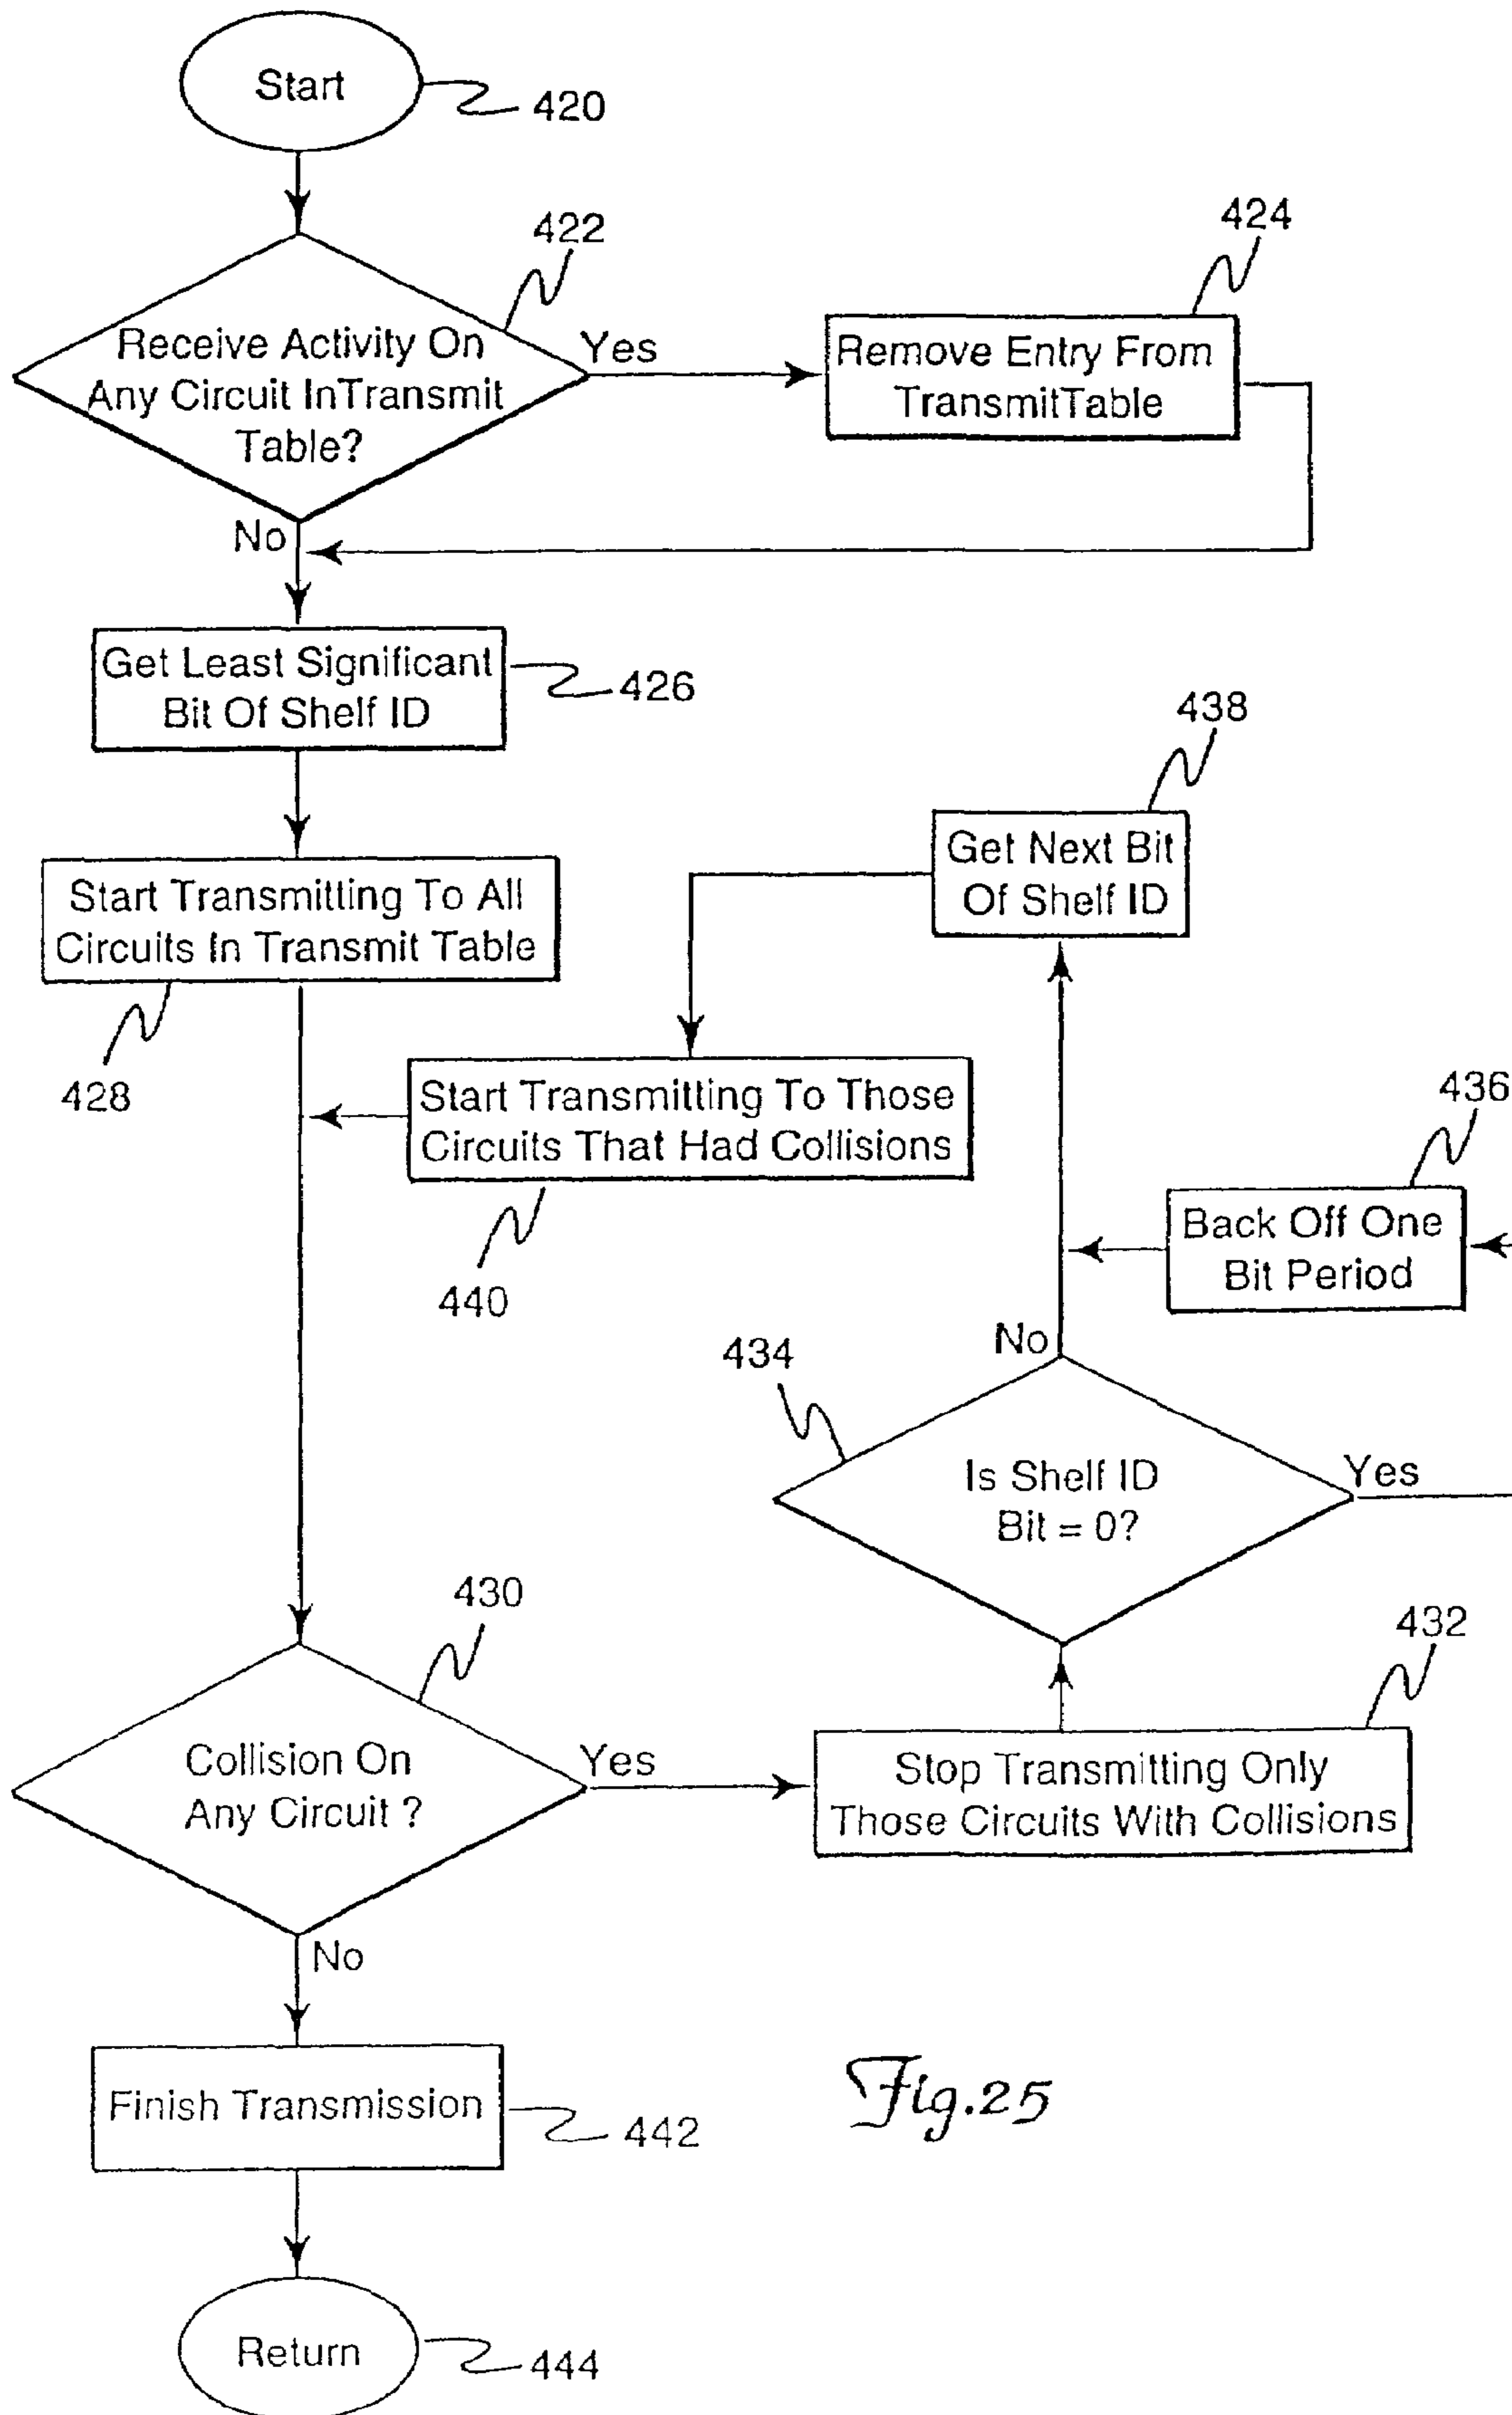 Start
420
422
424
Receive Activity On
Any Circuit InTransmit
Table?
Yes
Remove Entry From
TransmitTable
No
Get Least Significant
Bit Of Shelf ID
426
438
Get Next Bit
Of Shelf ID
Start Transmitting To All
Circuits In Transmit Table
428
Start Transmitting To Those
Circuits That Had Collisions
440
436
Back Off One
Bit Period
No
434
Is Shelf ID
Bit = 0?
Yes
430
432
Collision On
Any Circuit ?
Yes
Stop Transmitting Only
Those Circuits With Collisions
No
Finish Transmission
442
Fig.25
Return
444